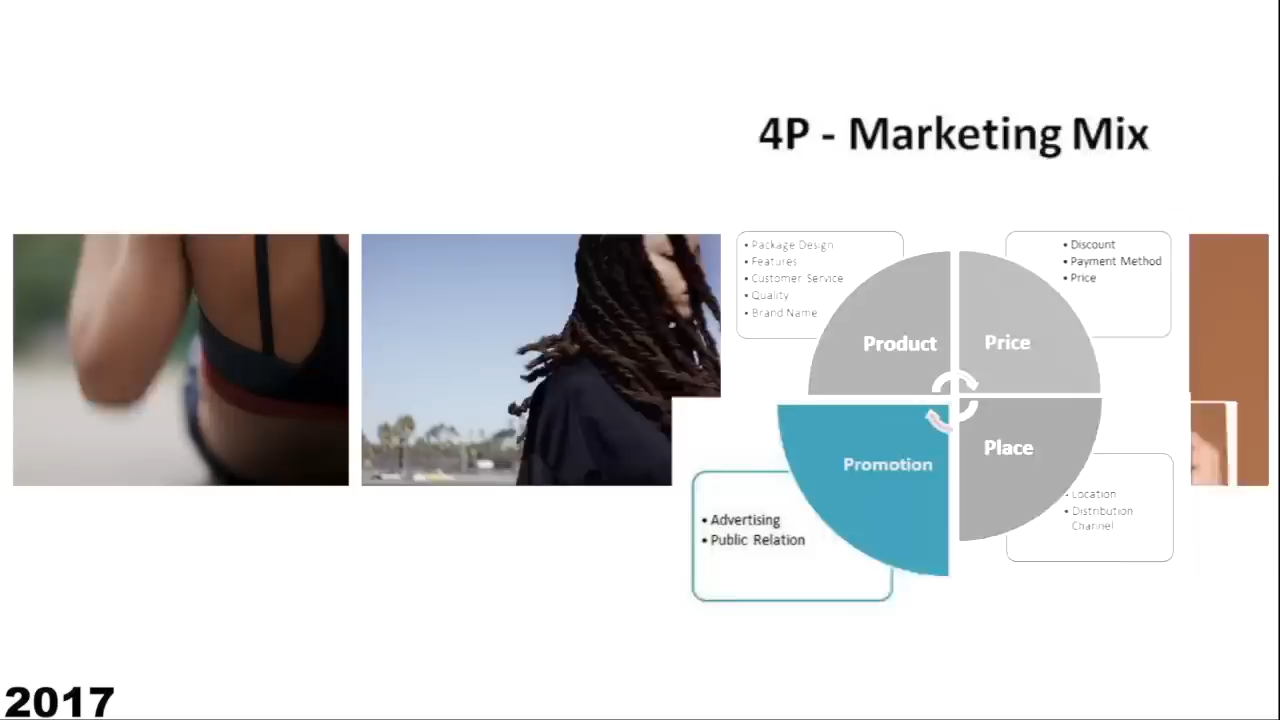 4P - Marketing Mix
• Package Design
• Features
• Customer Service
• Quality
• Brand Name
• Discount
• Payment Method
• Price
Product
Price
Promotion
Place
• Advertising
• Public Relation
• Location
• Distribution
Channel
2017